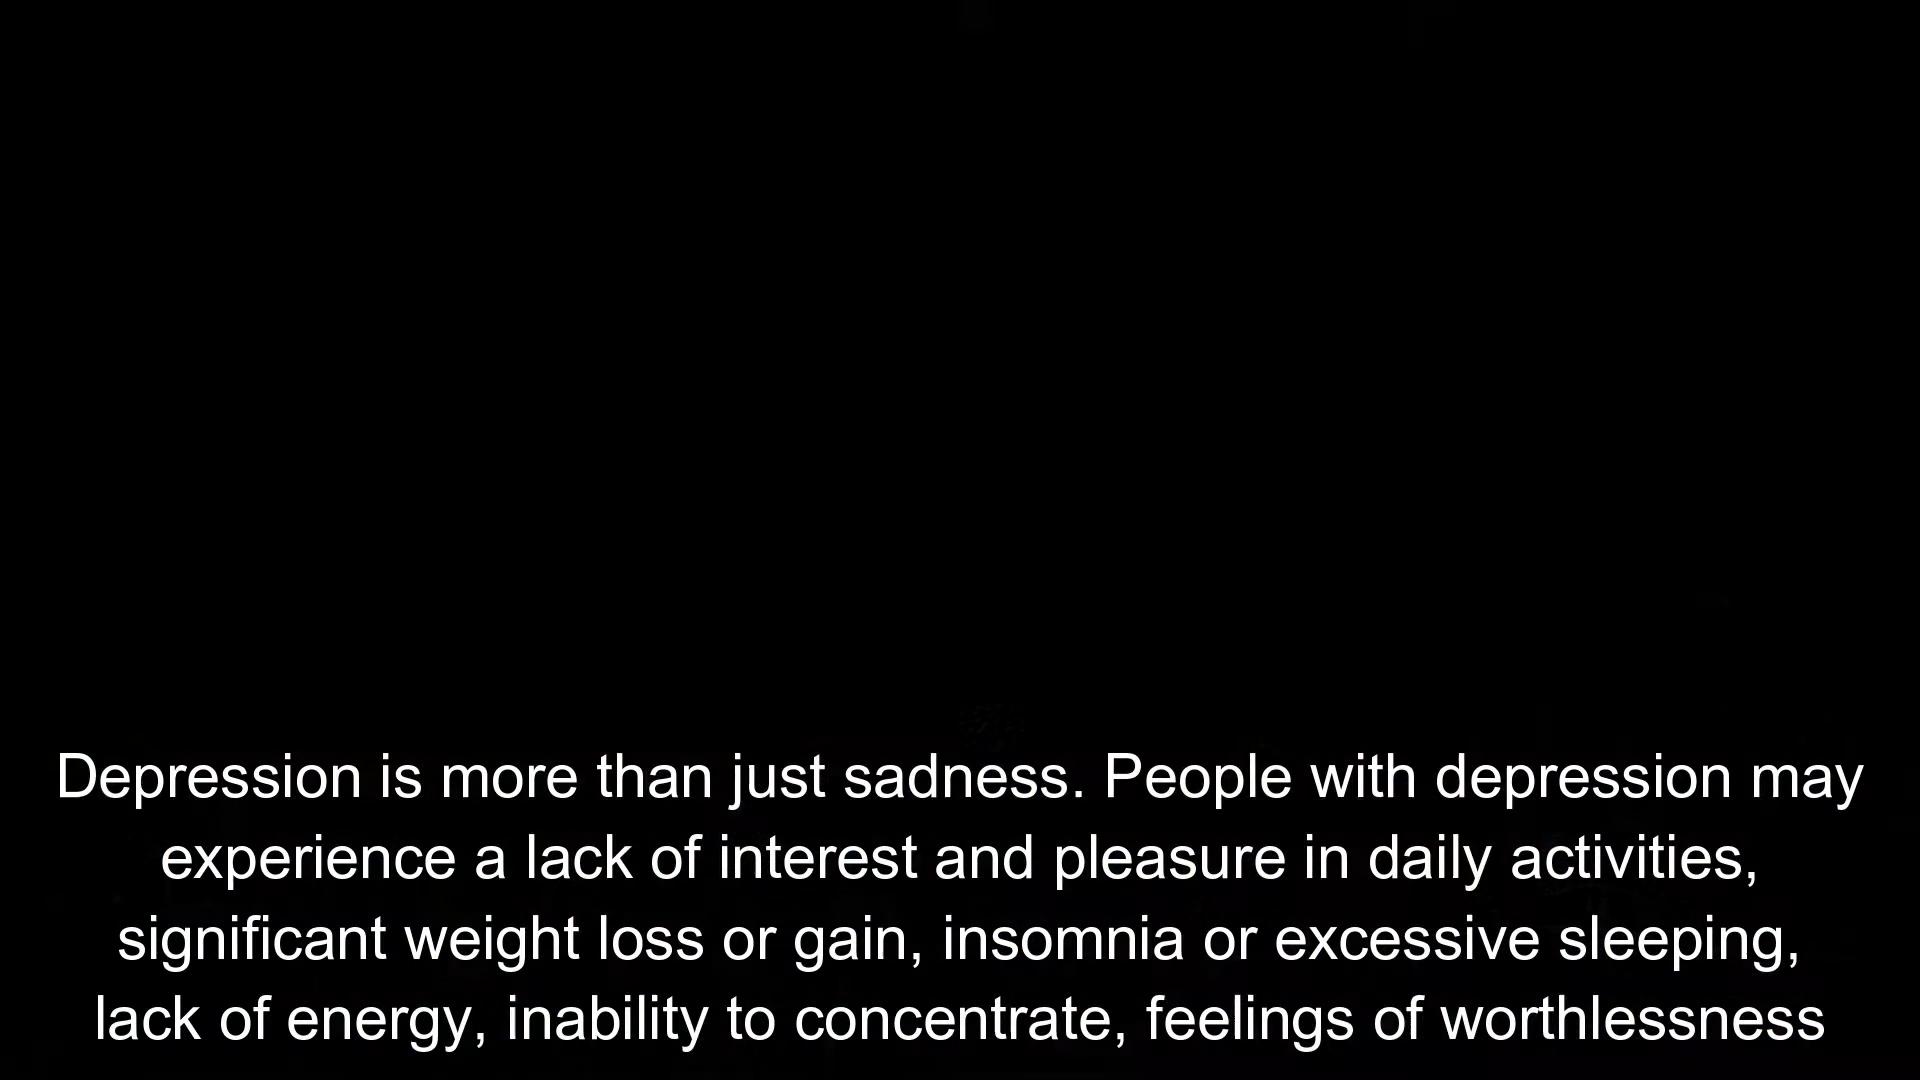 Depression is more than just sadness. People with depression may
experience a lack of interest and pleasure in daily activities,
significant weight loss or gain, insomnia or excessive sleeping,
lack of energy, inability to concentrate, feelings of worthlessness